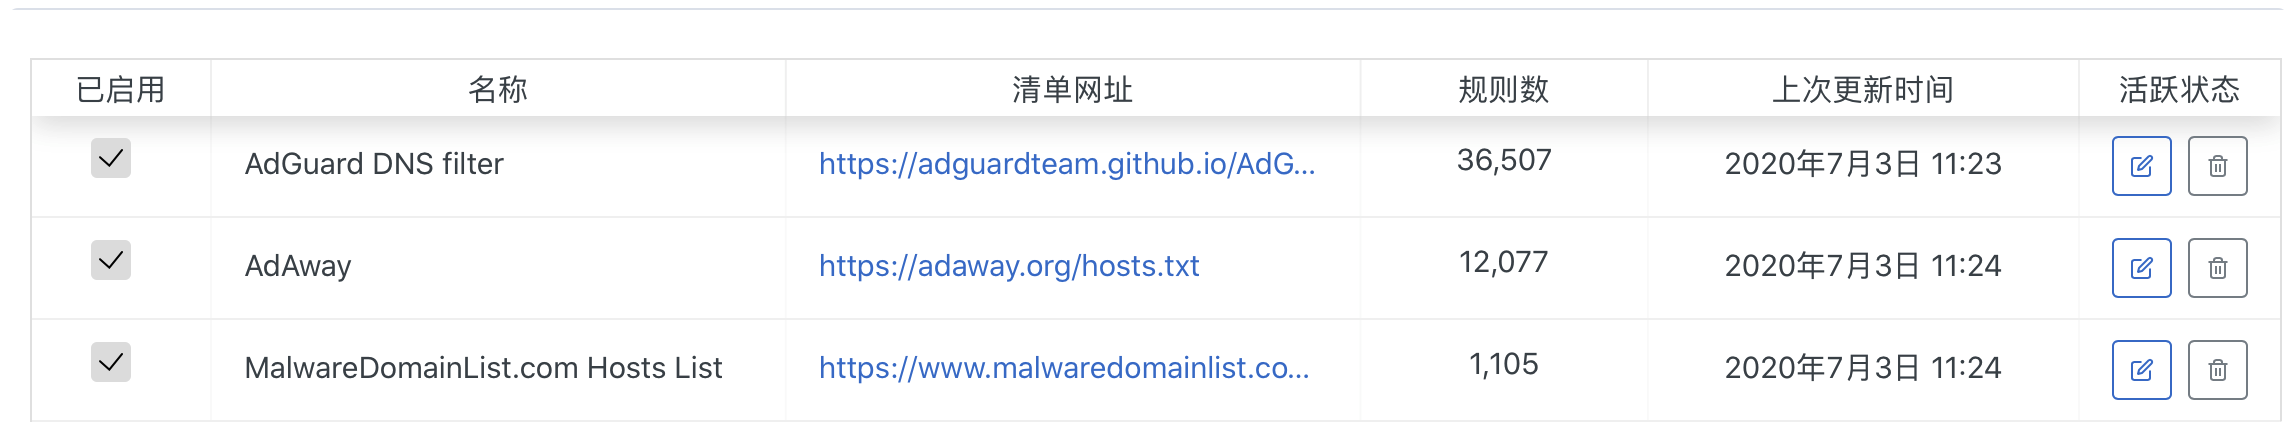 已启用 名称 清单网址 规则数 上次更新时间 活跃状态
AdGuard DNS filter https://adguardteam.github.io/AdG... 36,507 2020年7月3日 11:23
AdAway https://adaway.org/hosts.txt 12,077 2020年7月3日 11:24
MalwareDomainList.com Hosts List https://www.malwaredomainlist.co... 1,105 2020年7月3日 11:24